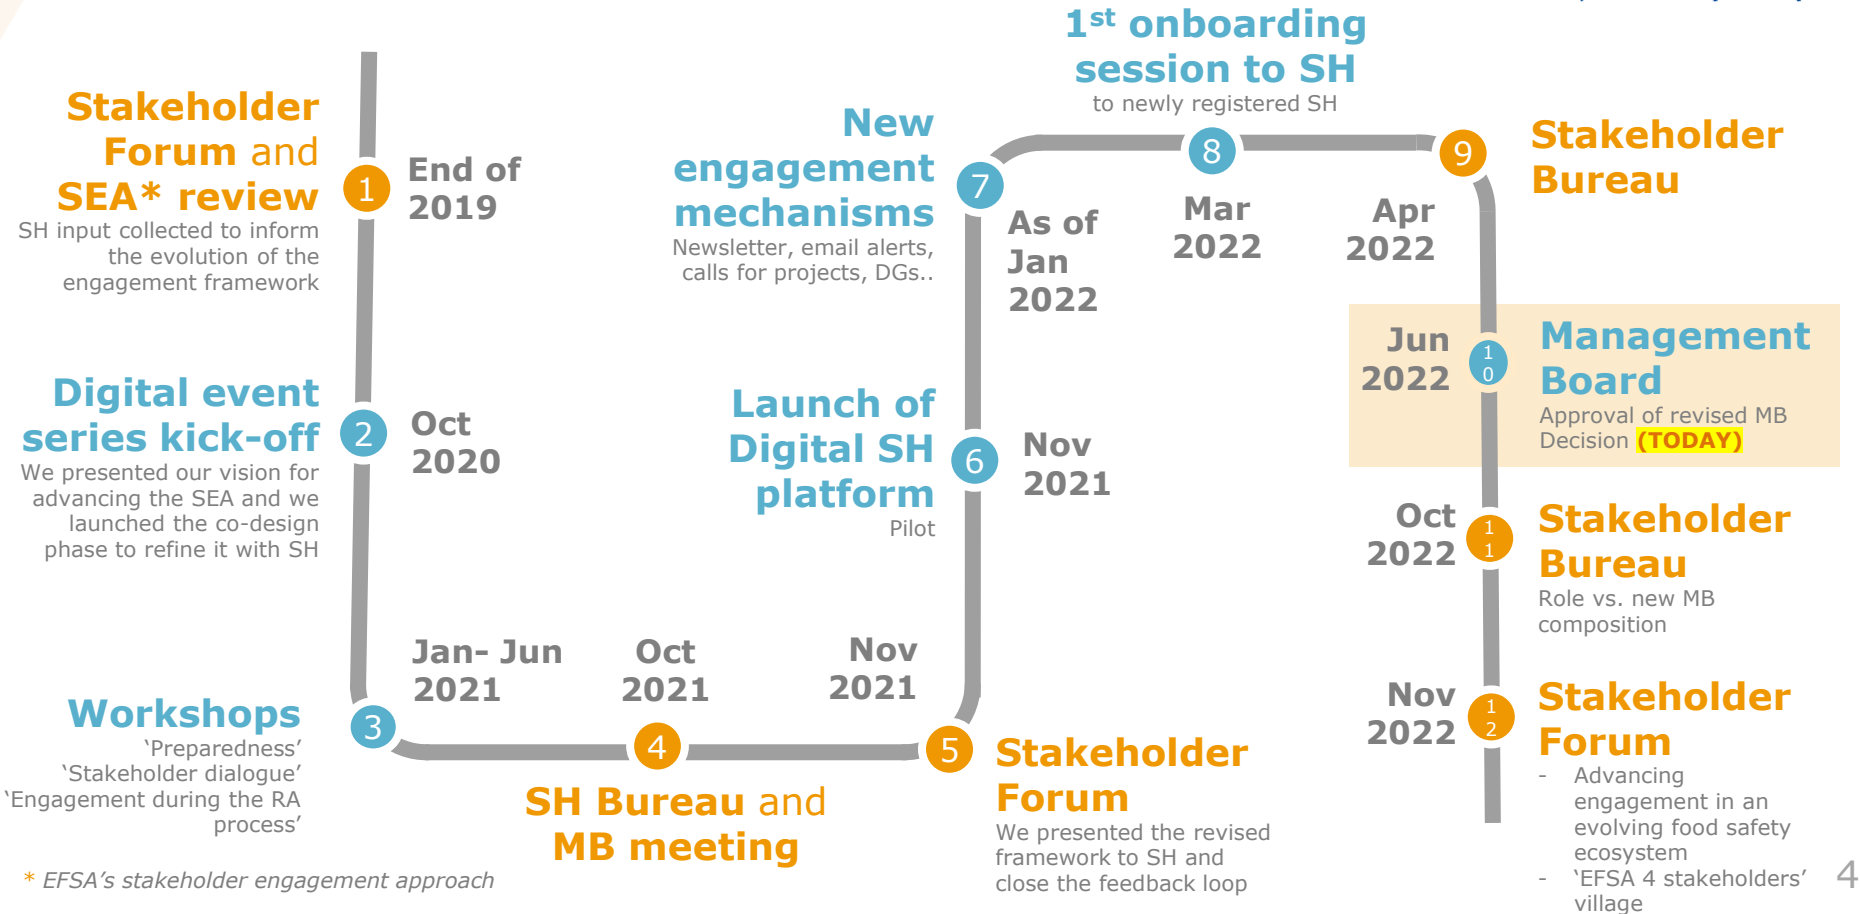 Stakeholder
Forum and
SEA* review
SH input collected to inform
the evolution of the
engagement framework
1
End of
2019
Digital event
series kick-off
We presented our vision for
advancing the SEA and we
launched the co-design
phase to refine it with SH
2
Oct
2020
Workshops
‘Preparedness’
‘Stakeholder dialogue’
‘Engagement during the RA
process’
3
Jan- Jun
2021
Oct
2021
4
SH Bureau and
MB meeting
Nov
2021
5
Stakeholder
Forum
We presented the revised
framework to SH and
close the feedback loop
Launch of
Digital SH
platform
Pilot
6
Nov
2021
New
engagement
mechanisms
Newsletter, email alerts,
calls for projects, DGs..
7
As of
Jan
2022
1st onboarding
session to SH
to newly registered SH
8
Mar
2022
Apr
2022
9
Stakeholder
Bureau
Jun
2022
10
Management
Board
Approval of revised MB
Decision (TODAY)
Oct
2022
11
Stakeholder
Bureau
Role vs. new MB
composition
Nov
2022
12
Stakeholder
Forum
- Advancing
engagement in an
evolving food safety
ecosystem
- ‘EFSA 4 stakeholders’
village
* EFSA’s stakeholder engagement approach
4